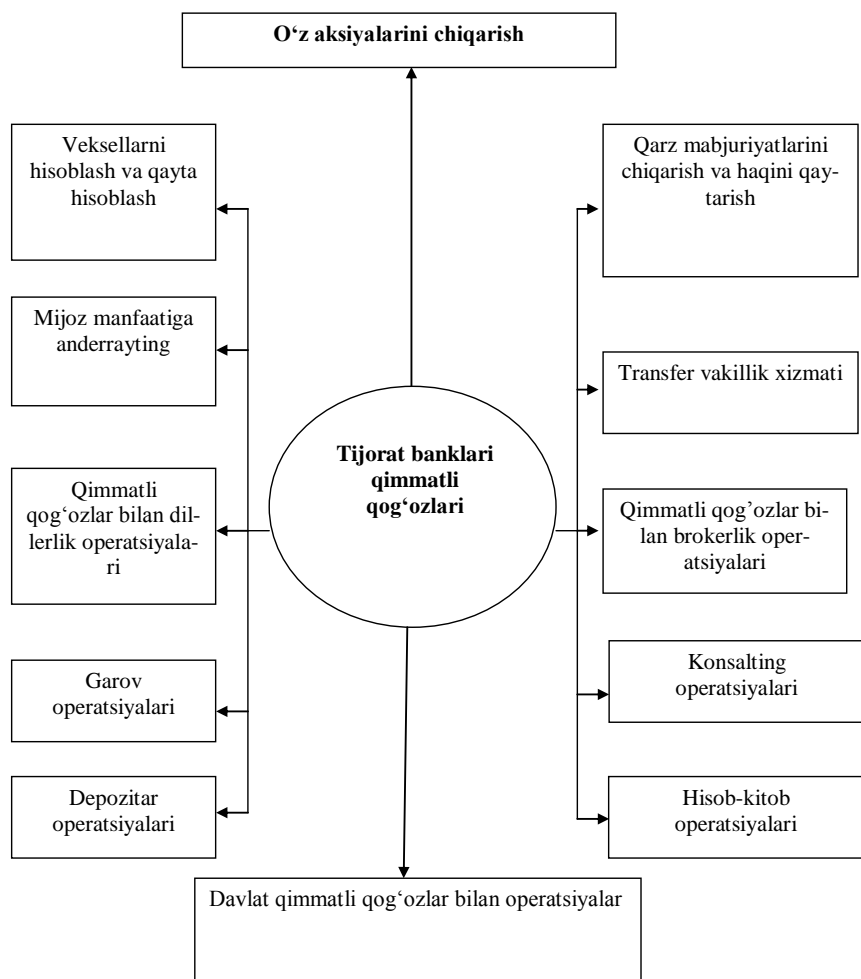 O‘z aksiyalarini chiqarish
Veksellarni
hisoblash va qayta
hisoblash
Qarz mabjuriyatlarini
chiqarish va haqini qay-
tarish
Mijoz manfaatiga
anderrayting
Transfer vakillik xizmati
Tijorat banklari
qimmatli
qog‘ozlari
Qimmatli
qog‘ozlar bilan dil-
lerlik operatsiyala-
ri
Qimmatli qog’ozlar bi-
lan brokerlik oper-
atsiyalari
Garov
operatsiyalari
Konsalting
operatsiyalari
Depozitar
operatsiyalari
Hisob-kitob
operatsiyalari
Davlat qimmatli qog‘ozlar bilan operatsiyalar